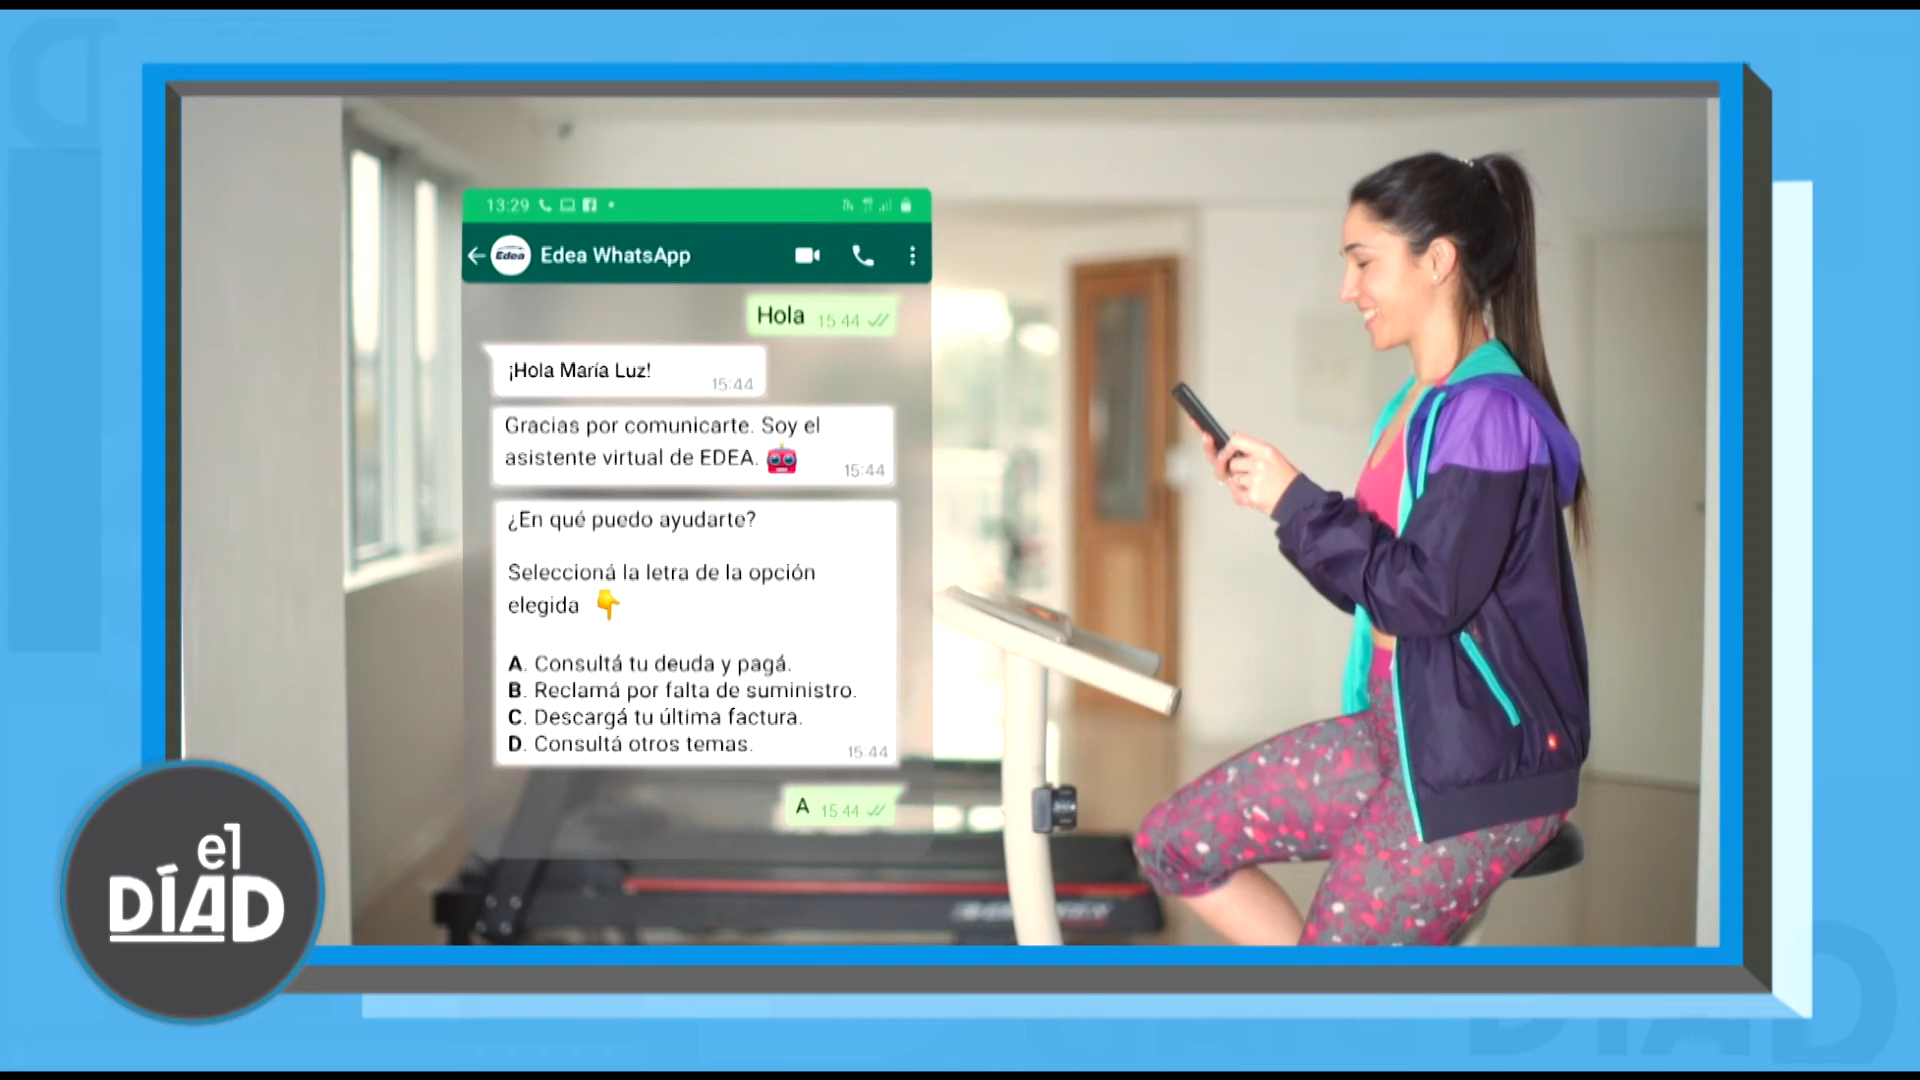 13:29
Edea
Edea WhatsApp
Hola 15:44
¡Hola María Luz!
15:44
Gracias por comunicarte. Soy el
asistente virtual de EDEA.
15:44
¿En qué puedo ayudarte?
Seleccioná la letra de la opción
elegida
A. Consultá tu deuda y pagá.
B. Reclamá por falta de suministro.
C. Descargá tu última factura.
D. Consultá otros temas.
15:44
A 15:44
el
DÍAD